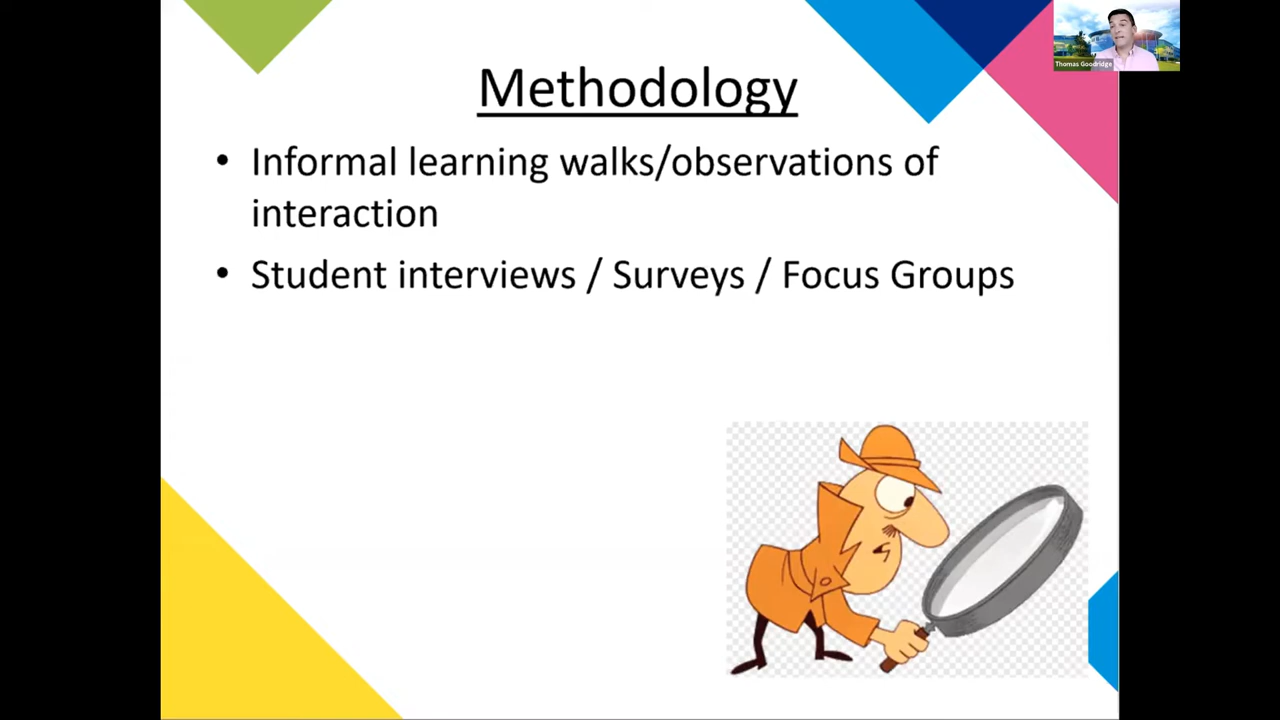 Thomas Goodridge
Methodology
• Informal learning walks/observations of
interaction
• Student interviews / Surveys / Focus Groups